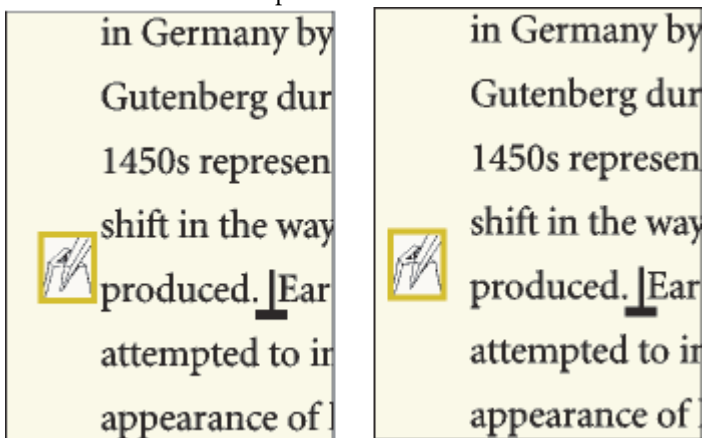 in Germany by
Gutenberg dur
1450s represen
shift in the way
produced. Ear
attempted to
appearance of
in Germany by
Gutenberg dur
1450s represen
shift in the way
produced. Ear
attempted to
appearance of